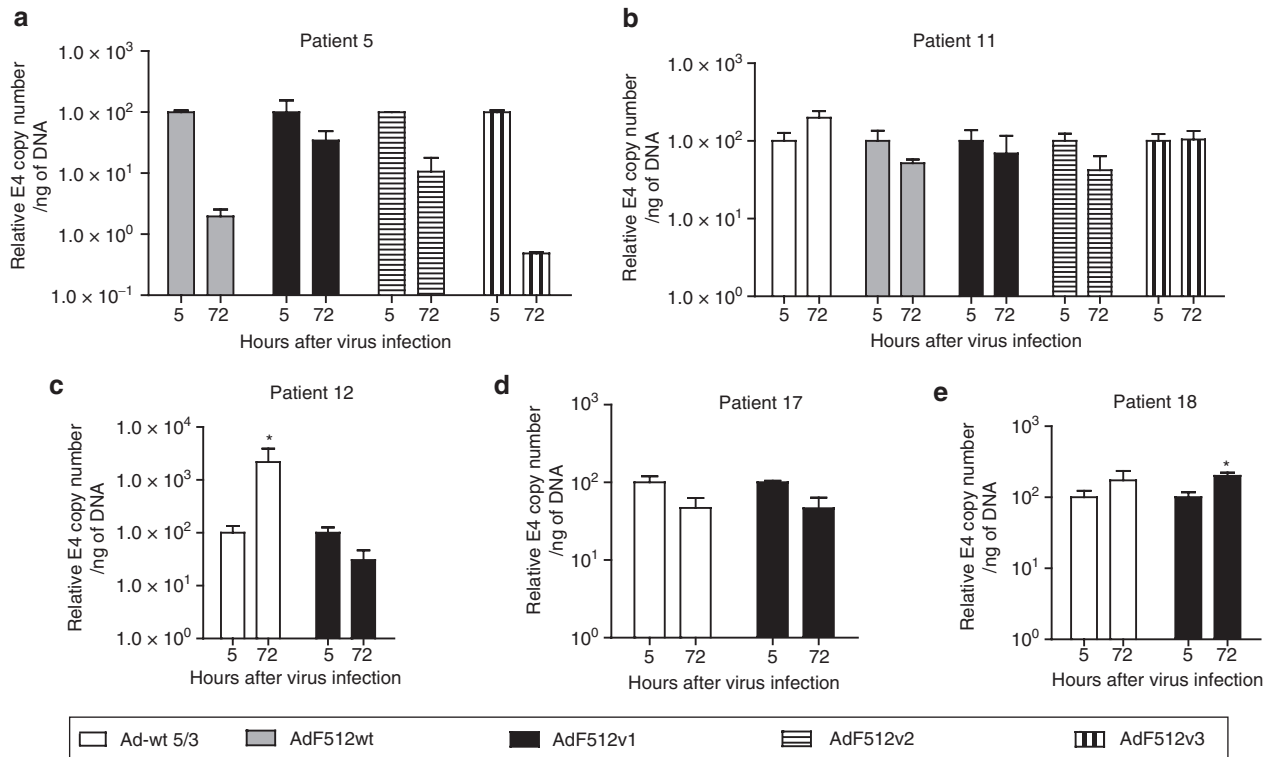 a
Patient 5
Relative E4 copy number
/ng of DNA
1.0 × 10³
1.0 × 10²
1.0 × 10¹
1.0 × 10⁰
1.0 × 10⁻¹
5 72 5 72 5 72 5 72
Hours after virus infection
b
Patient 11
Relative E4 copy number
/ng of DNA
1.0 × 10³
1.0 × 10²
1.0 × 10¹
1.0 × 10⁰
5 72 5 72 5 72 5 72 5 72
Hours after virus infection
c
Patient 12
Relative E4 copy number
/ng of DNA
1.0 × 10⁴
1.0 × 10³
1.0 × 10²
1.0 × 10¹
1.0 × 10⁰
*
5 72 5 72
Hours after virus infection
d
Patient 17
Relative E4 copy number
/ng of DNA
10³
10²
10¹
10⁰
5 72 5 72
Hours after virus infection
e
Patient 18
Relative E4 copy number
/ng of DNA
10³
10²
10¹
10⁰
*
5 72 5 72
Hours after virus infection
Ad-wt 5/3 AdF512wt AdF512v1 AdF512v2 AdF512v3